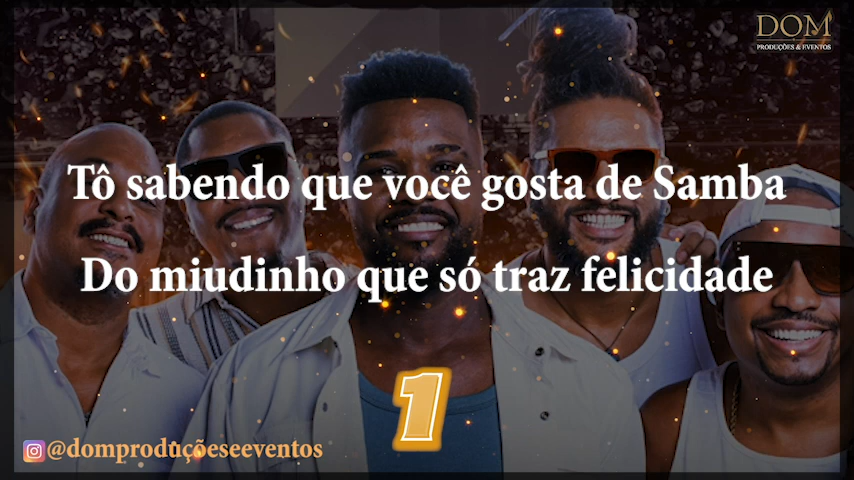 DOM
PRODUÇÕES & EVENTOS
Tô sabendo que você gosta de Samba
Do miudinho que só traz felicidade
1
@domproduçõeseeventos